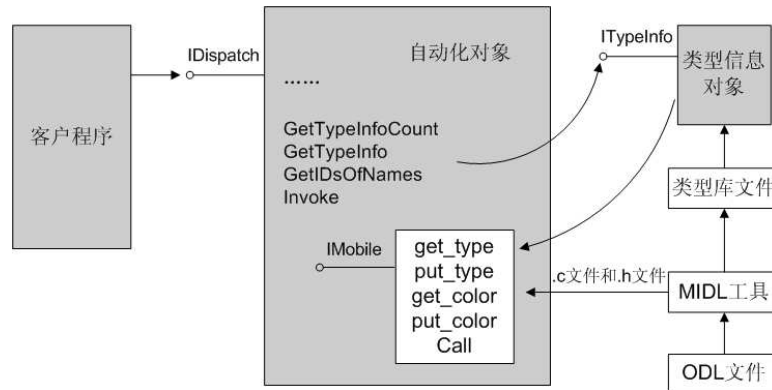 客户程序
IDispatch
自动化对象
……
GetTypeInfoCount
GetTypeInfo
GetIDsOfNames
Invoke
IMobile
get_type
put_type
get_color
put_color
Call
ITypeInfo
类型信息
对象
类型库文件
.c文件和.h文件
MIDL工具
ODL文件